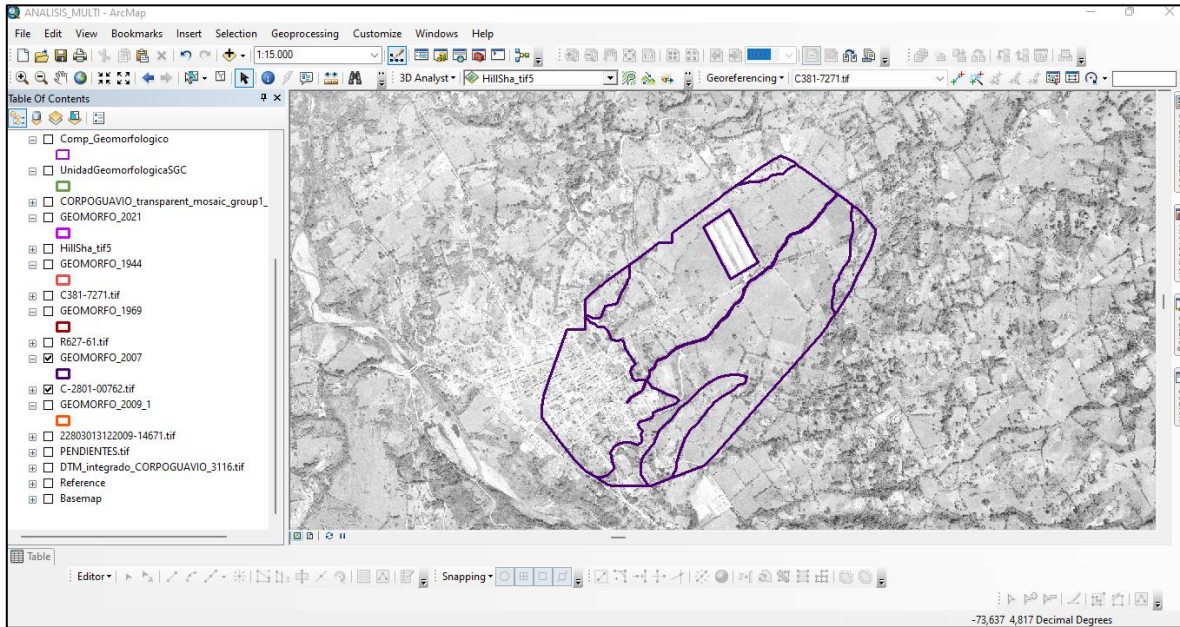 ANALISIS_MULTI - ArcMap
File Edit View Bookmarks Insert Selection Geoprocessing Customize Windows Help
1:15.000
3D Analyst HillSha_tif5 Georeferencing C381-7271.tif
Table Of Contents
Comp_Geomorfologico
UnidadGeomorfologicaSGC
CORPOGUAVIO_transparent_mosaic_group1_
GEOMORFO_2021
HillSha_tif5
GEOMORFO_1944
C381-7271.tif
GEOMORFO_1969
R627-61.tif
GEOMORFO_2007
C-2801-00762.tif
GEOMORFO_2009_1
22803013122009-14671.tif
PENDIENTES.tif
DTM_integrado_CORPOGUAVIO_3116.tif
Reference
Basemap
Table
Editor Snapping
-73,637 4,817 Decimal Degrees